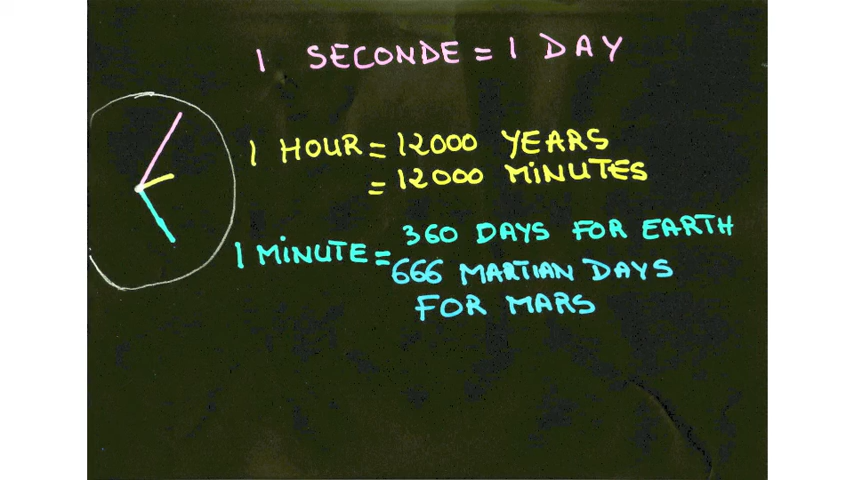 1 SECONDE = 1 DAY
1 HOUR = 12000 YEARS
= 12000 MINUTES
1 MINUTE = 360 DAYS FOR EARTH
666 MARTIAN DAYS
FOR MARS